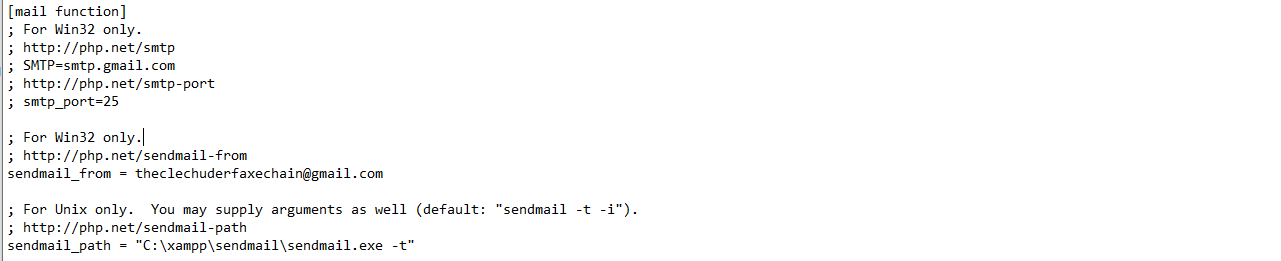 [mail function]
; For Win32 only.
; http://php.net/smtp
; SMTP=smtp.gmail.com
; http://php.net/smtp-port
; smtp_port=25
; For Win32 only.
; http://php.net/sendmail-from
sendmail_from = theclechuderfaxechain@gmail.com
; For Unix only.  You may supply arguments as well (default: "sendmail -t -i").
; http://php.net/sendmail-path
sendmail_path = "C:\xampp\sendmail\sendmail.exe -t"